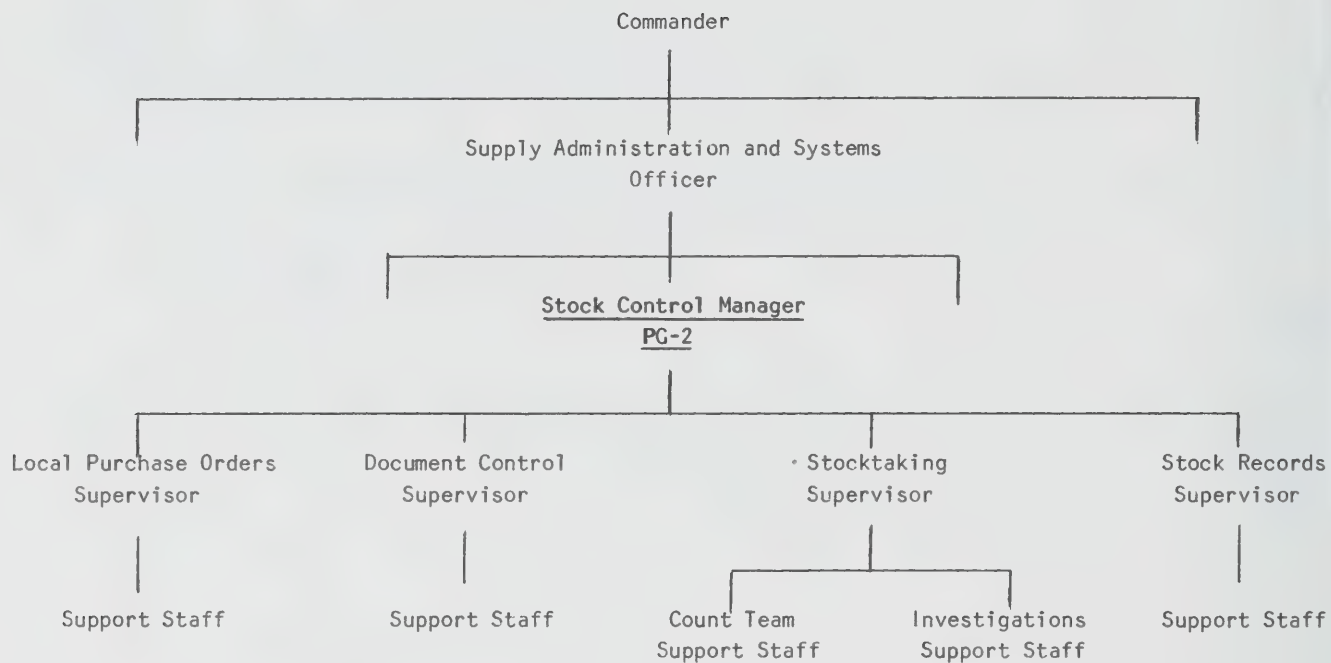 Commander
Supply Administration and Systems
Officer
Stock Control Manager
PG-2
Local Purchase Orders
Supervisor
Document Control
Supervisor
Stocktaking
Supervisor
Stock Records
Supervisor
Support Staff
Support Staff
Count Team
Support Staff
Investigations
Support Staff
Support Staff